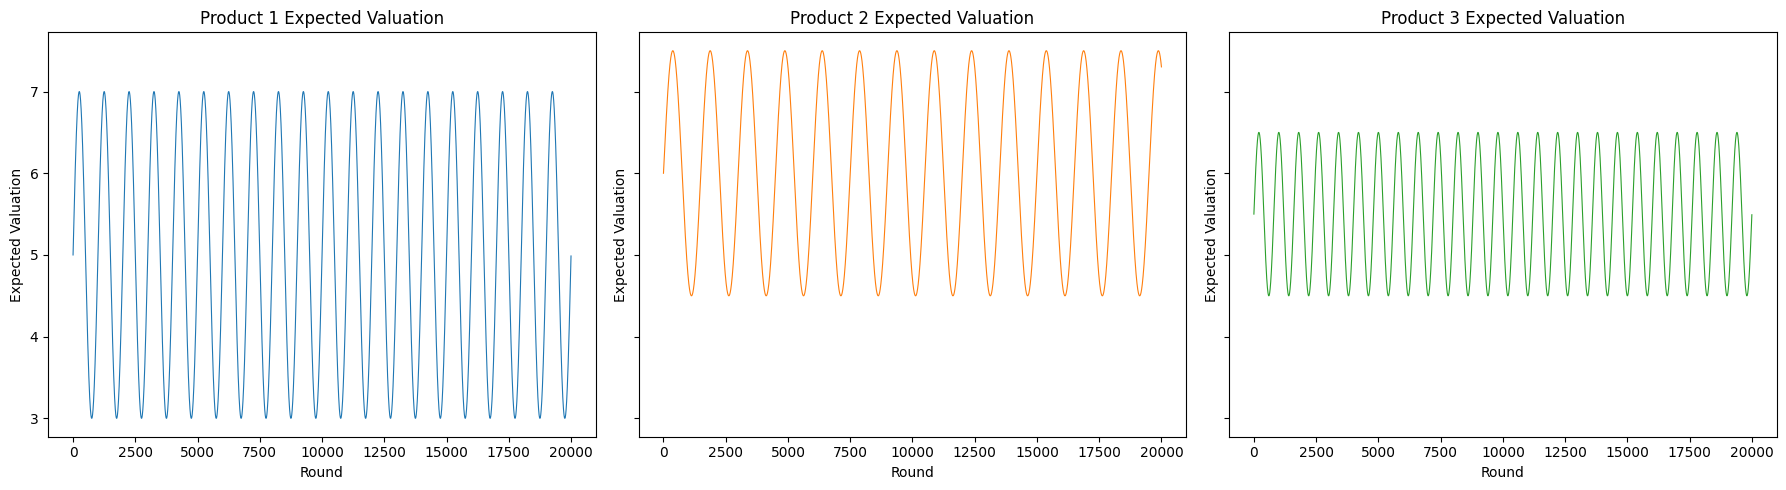 Product 1 Expected Valuation
Expected Valuation
7
6
5
4
3
0 2500 5000 7500 10000 12500 15000 17500 20000
Round
Product 2 Expected Valuation
Expected Valuation
0 2500 5000 7500 10000 12500 15000 17500 20000
Round
Product 3 Expected Valuation
Expected Valuation
0 2500 5000 7500 10000 12500 15000 17500 20000
Round